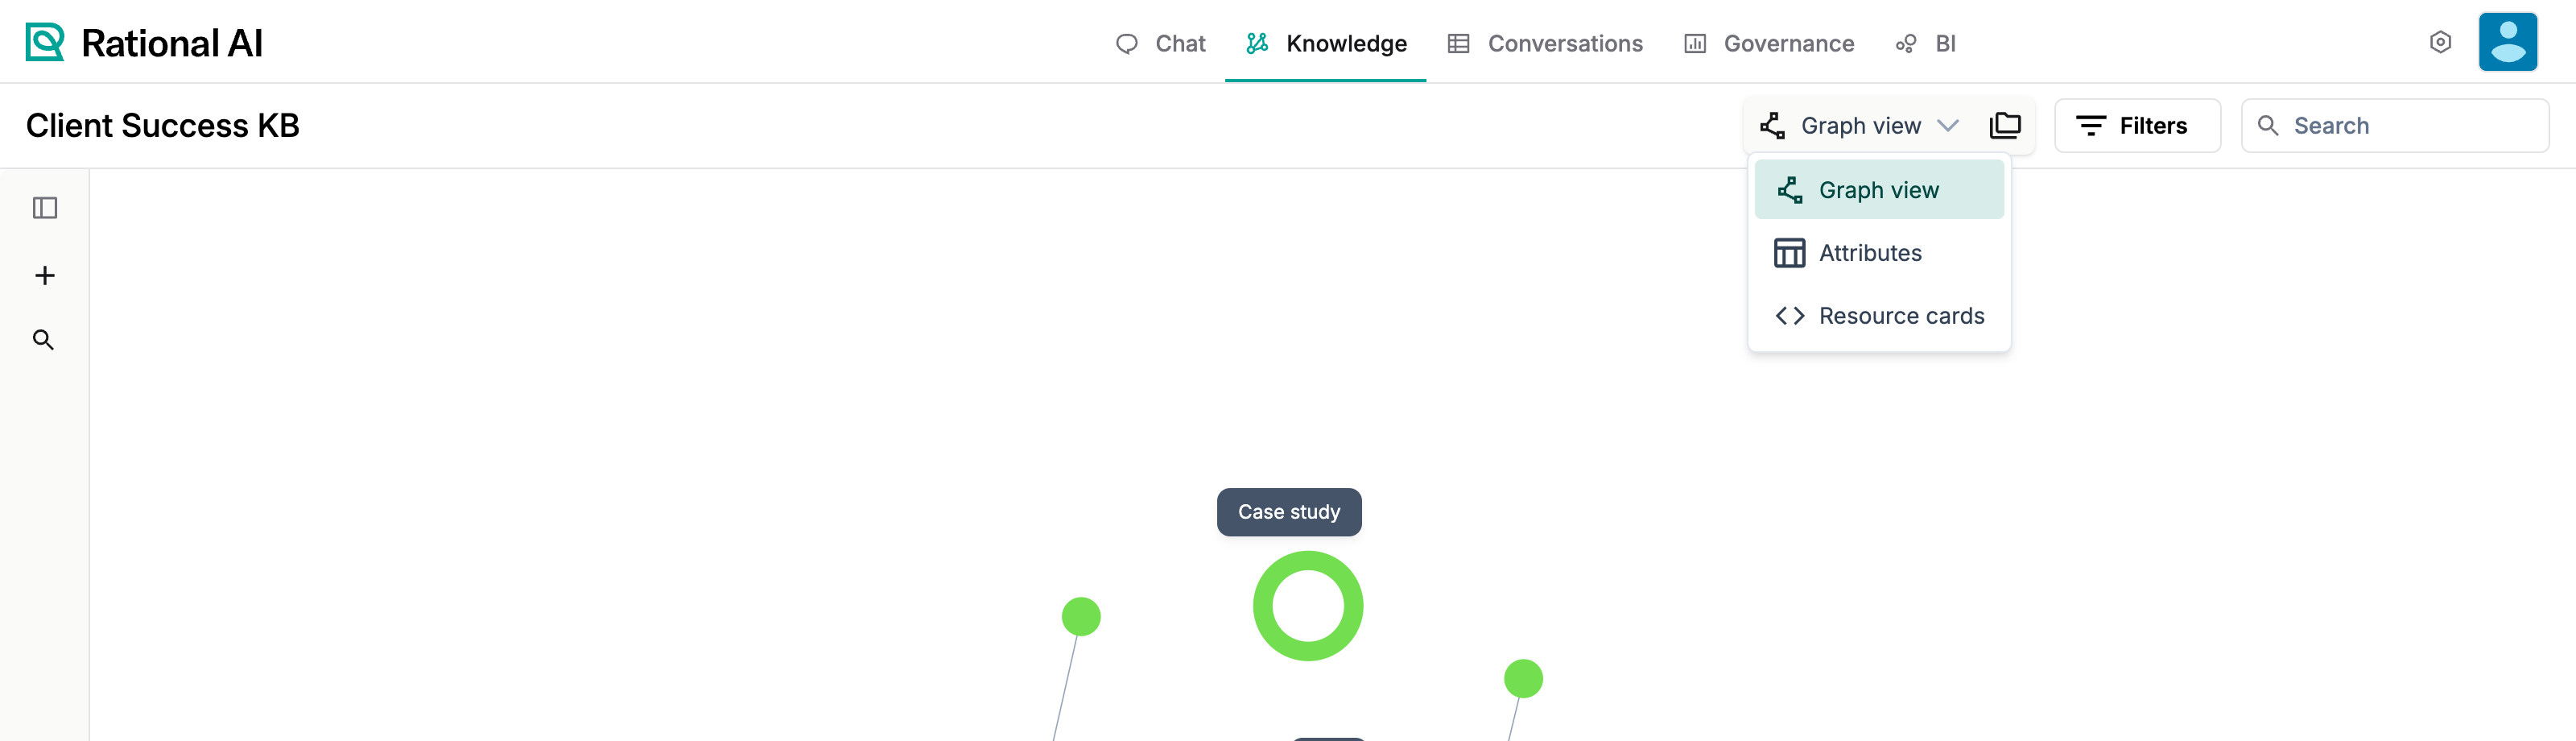 Rational AI
Chat
Knowledge
Conversations
Governance
BI
Client Success KB
Graph view
Filters
Search
Graph view
Attributes
Resource cards
Case study